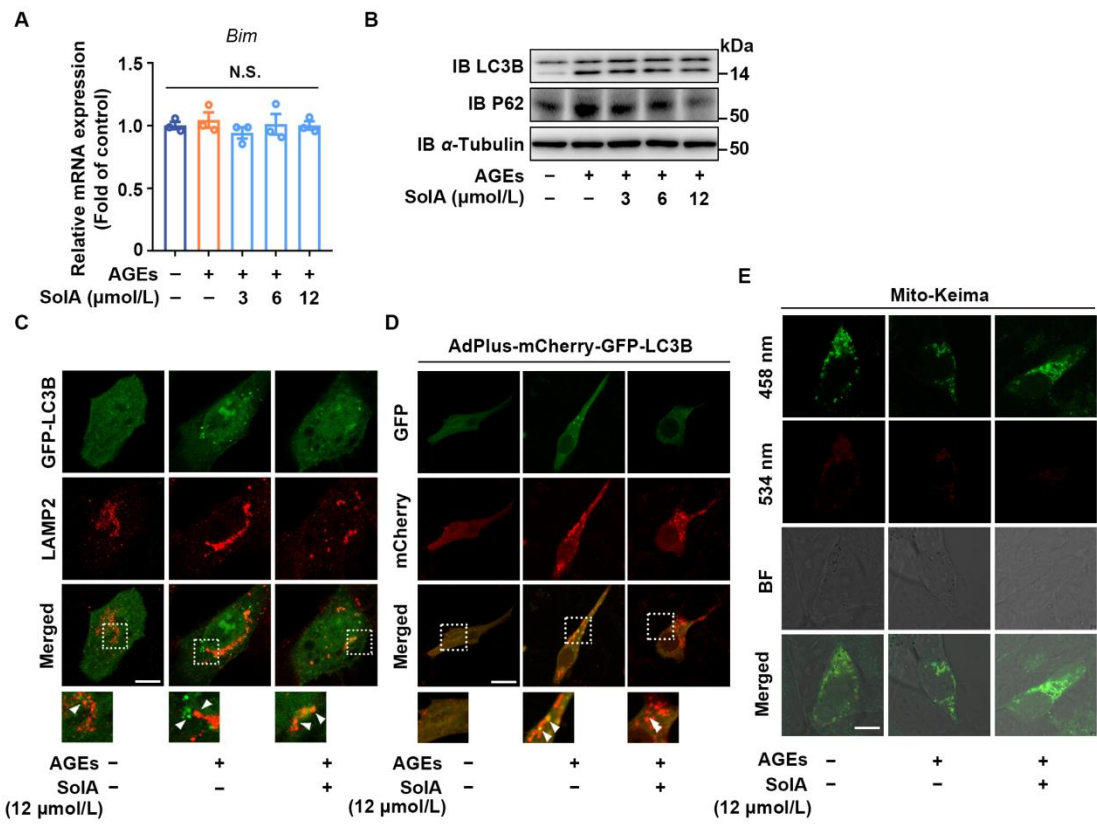 A
Bim
Relative mRNA expression
(Fold of control)
1.5
1.0
0.5
0
N.S.
AGEs – + + + +
SolA (μmol/L) – – 3 6 12
B
kDa
IB LC3B
14
IB P62
50
IB α-Tubulin
50
AGEs – + + + +
SolA (μmol/L) – – 3 6 12
C
GFP-LC3B
LAMP2
Merged
AGEs – + +
SolA – – +
(12 μmol/L)
D
AdPlus-mCherry-GFP-LC3B
GFP
mCherry
Merged
AGEs – + +
SolA – – +
(12 μmol/L)
E
Mito-Keima
458 nm
534 nm
BF
Merged
AGEs – + +
SolA – – +
(12 μmol/L)